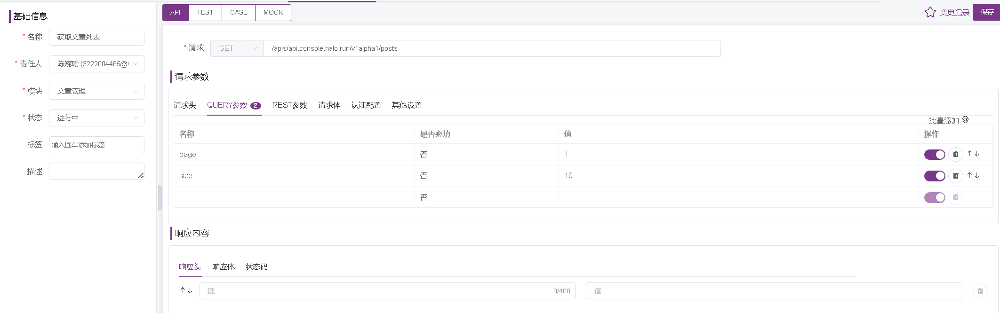 基础信息
* 名称 获取文章列表
* 责任人 陈婉瑜 (3222004465@
* 模块 文章管理
* 状态 进行中
标签 输入回车添加标签
描述
API TEST CASE MOCK
变更记录 保存
* 请求 GET /apis/api.console.halo.run/v1alpha1/posts
请求参数
请求头 QUERY参数 2 REST参数 请求体 认证配置 其他设置
批量添加
名称 是否必填 值 操作
page 否 1
size 否 10
否
响应内容
响应头 响应体 状态码
键 0/400 值